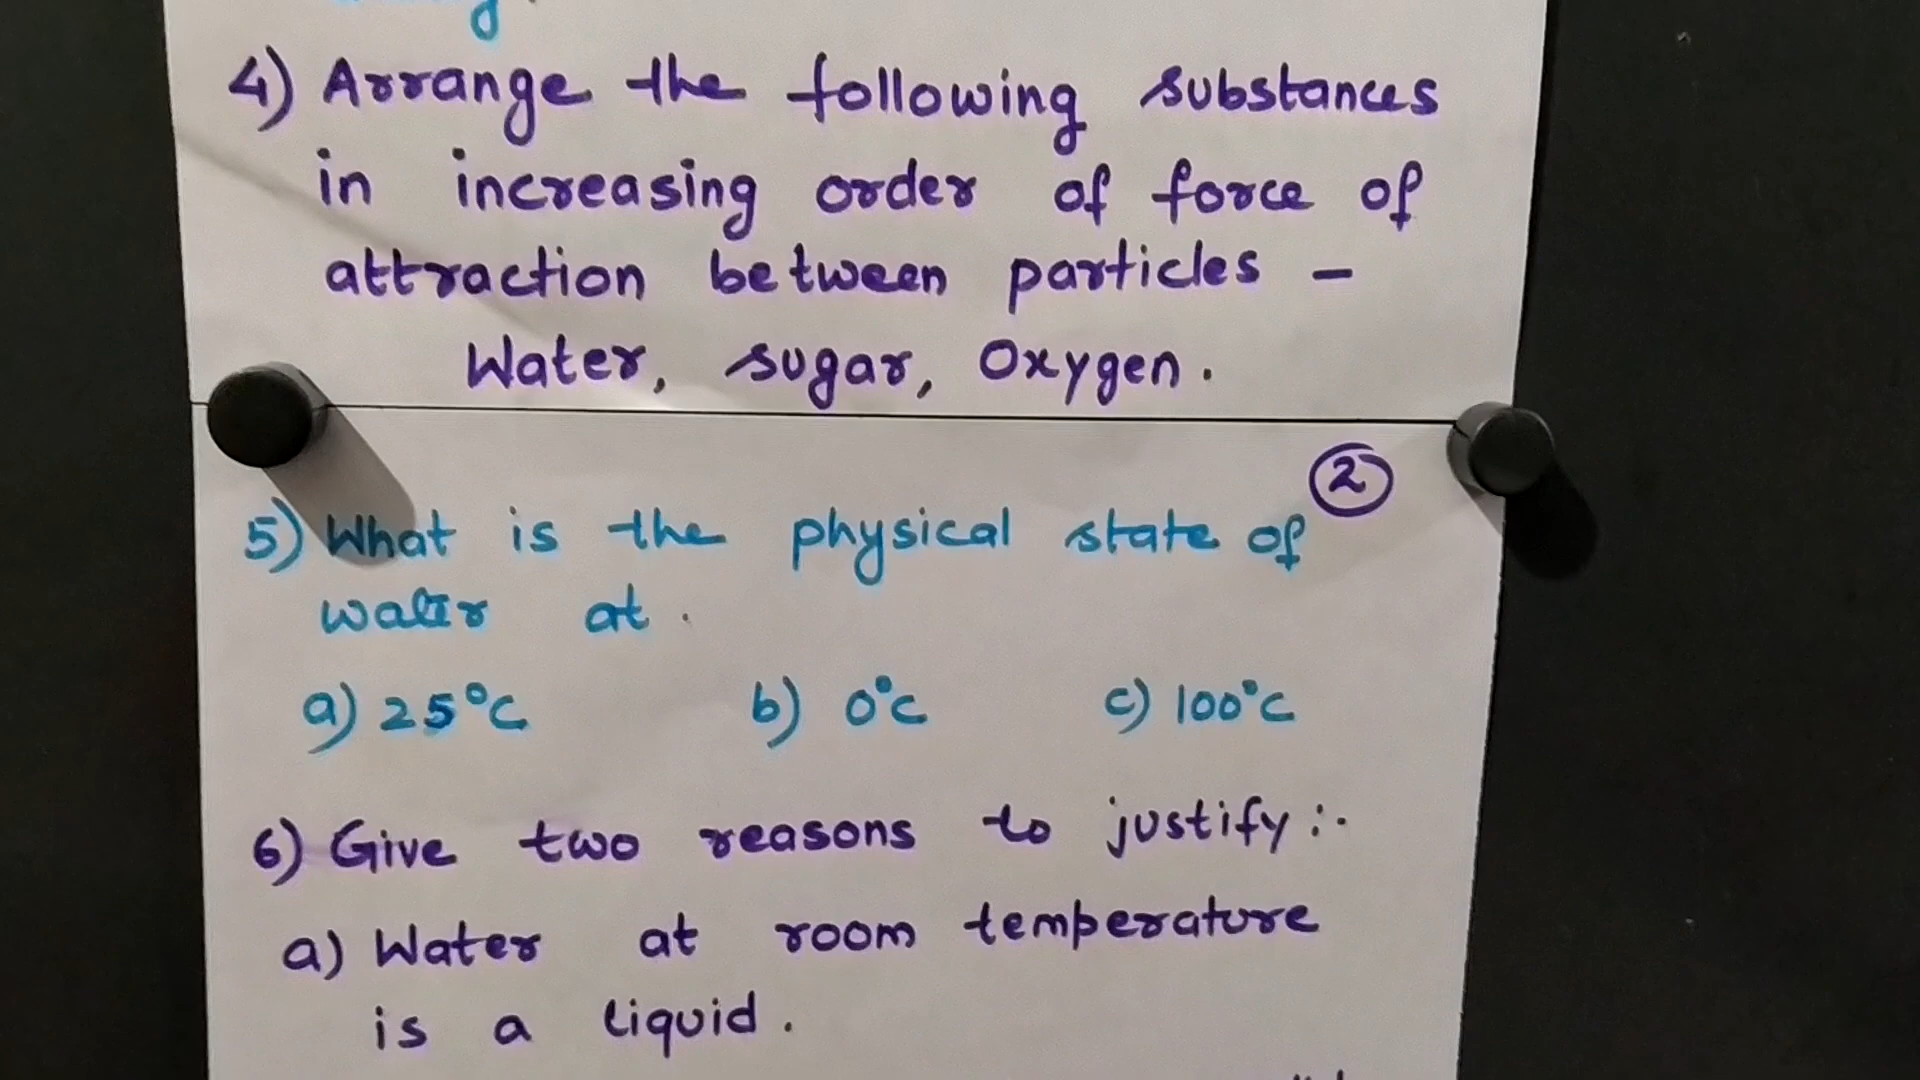 4) Arrange the following substances
in increasing order of force of
attraction between particles -
Water, sugar, Oxygen.
2
5) What is the physical state of
water at.
a) 25°C b) 0°C c) 100°C
6) Give two reasons to justify :-
a) Water at room temperature
is a liquid.